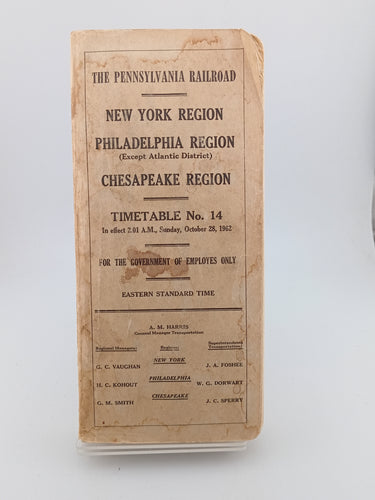 THE PENNSYLVANIA RAILROAD
NEW YORK REGION
PHILADELPHIA REGION
(Except Atlantic District)
CHESAPEAKE REGION
TIMETABLE No. 14
In effect 2.01 A.M., Sunday, October 28, 1962
FOR THE GOVERNMENT OF EMPLOYES ONLY
EASTERN STANDARD TIME
A. M. HARRIS
General Manager Transportation
Regional Managers: Regions: Superintendents Transportation:
NEW YORK
G. C. VAUGHAN J. A. FOSHEE
PHILADELPHIA
H. C. KOHOUT W. G. DORWART
CHESAPEAKE
G. M. SMITH J. C. SPERRY